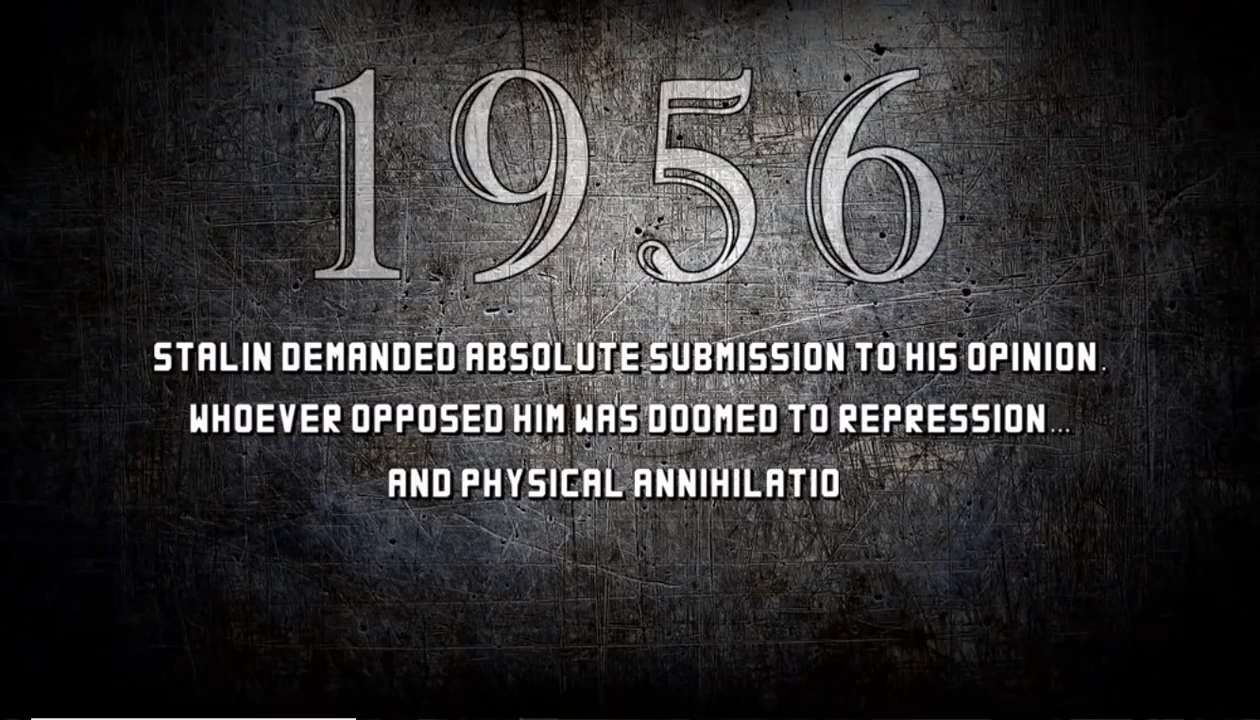 1956
STALIN DEMANDED ABSOLUTE SUBMISSION TO HIS OPINION.
WHOEVER OPPOSED HIM WAS DOOMED TO REPRESSION...
AND PHYSICAL ANNIHILATIO